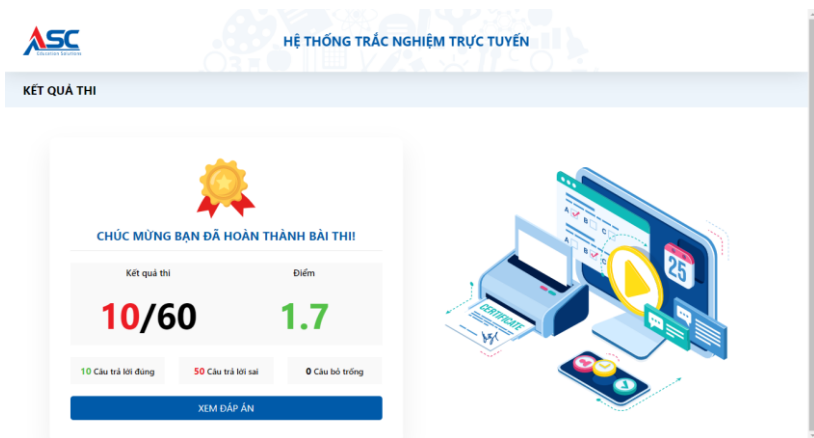 ASC
Education Solutions
HỆ THỐNG TRẮC NGHIỆM TRỰC TUYẾN
KẾT QUẢ THI
CHÚC MỪNG BẠN ĐÃ HOÀN THÀNH BÀI THI!
Kết quả thi Điểm
10/60 1.7
10 Câu trả lời đúng 50 Câu trả lời sai 0 Câu bỏ trống
XEM ĐÁP ÁN
A B C
A B C
25
CERTIFICATE